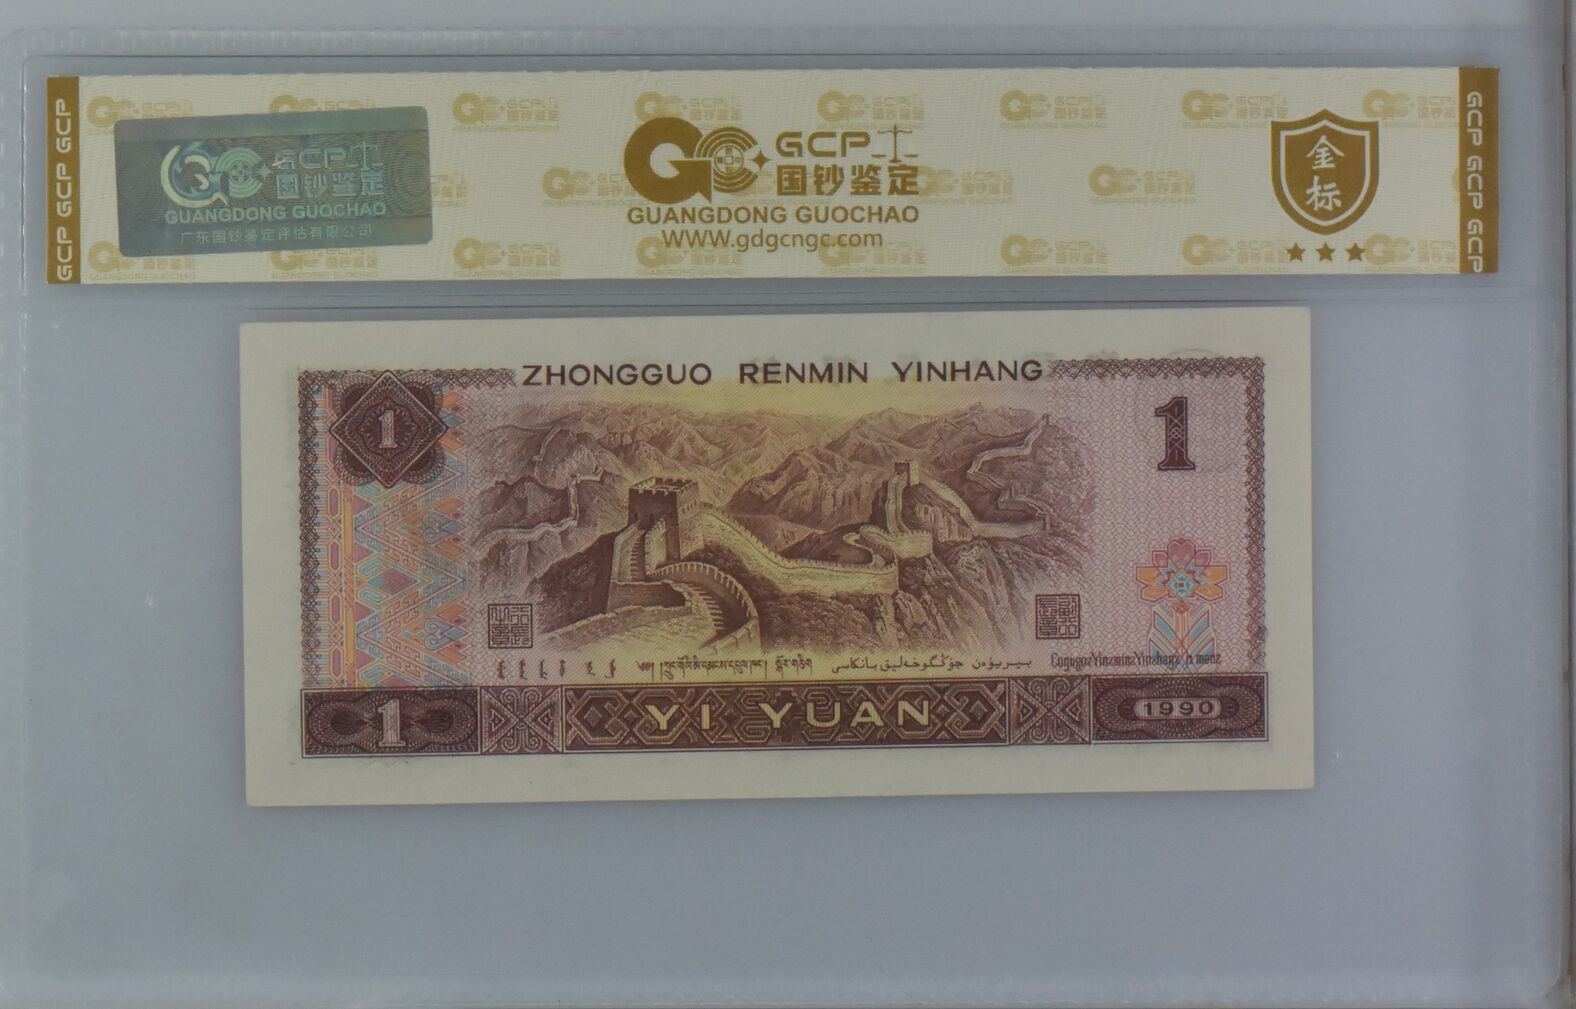 GCP GCP GCP
GCP
国钞鉴定
GUANGDONG GUOCHAO
广东国钞鉴定评估有限公司
GCP
国钞鉴定
GUANGDONG GUOCHAO
WWW.gdgcngc.com
金标
GCP GCP GCP
ZHONGGUO RENMIN YINHANG
1
1
1
YI YUAN
1990